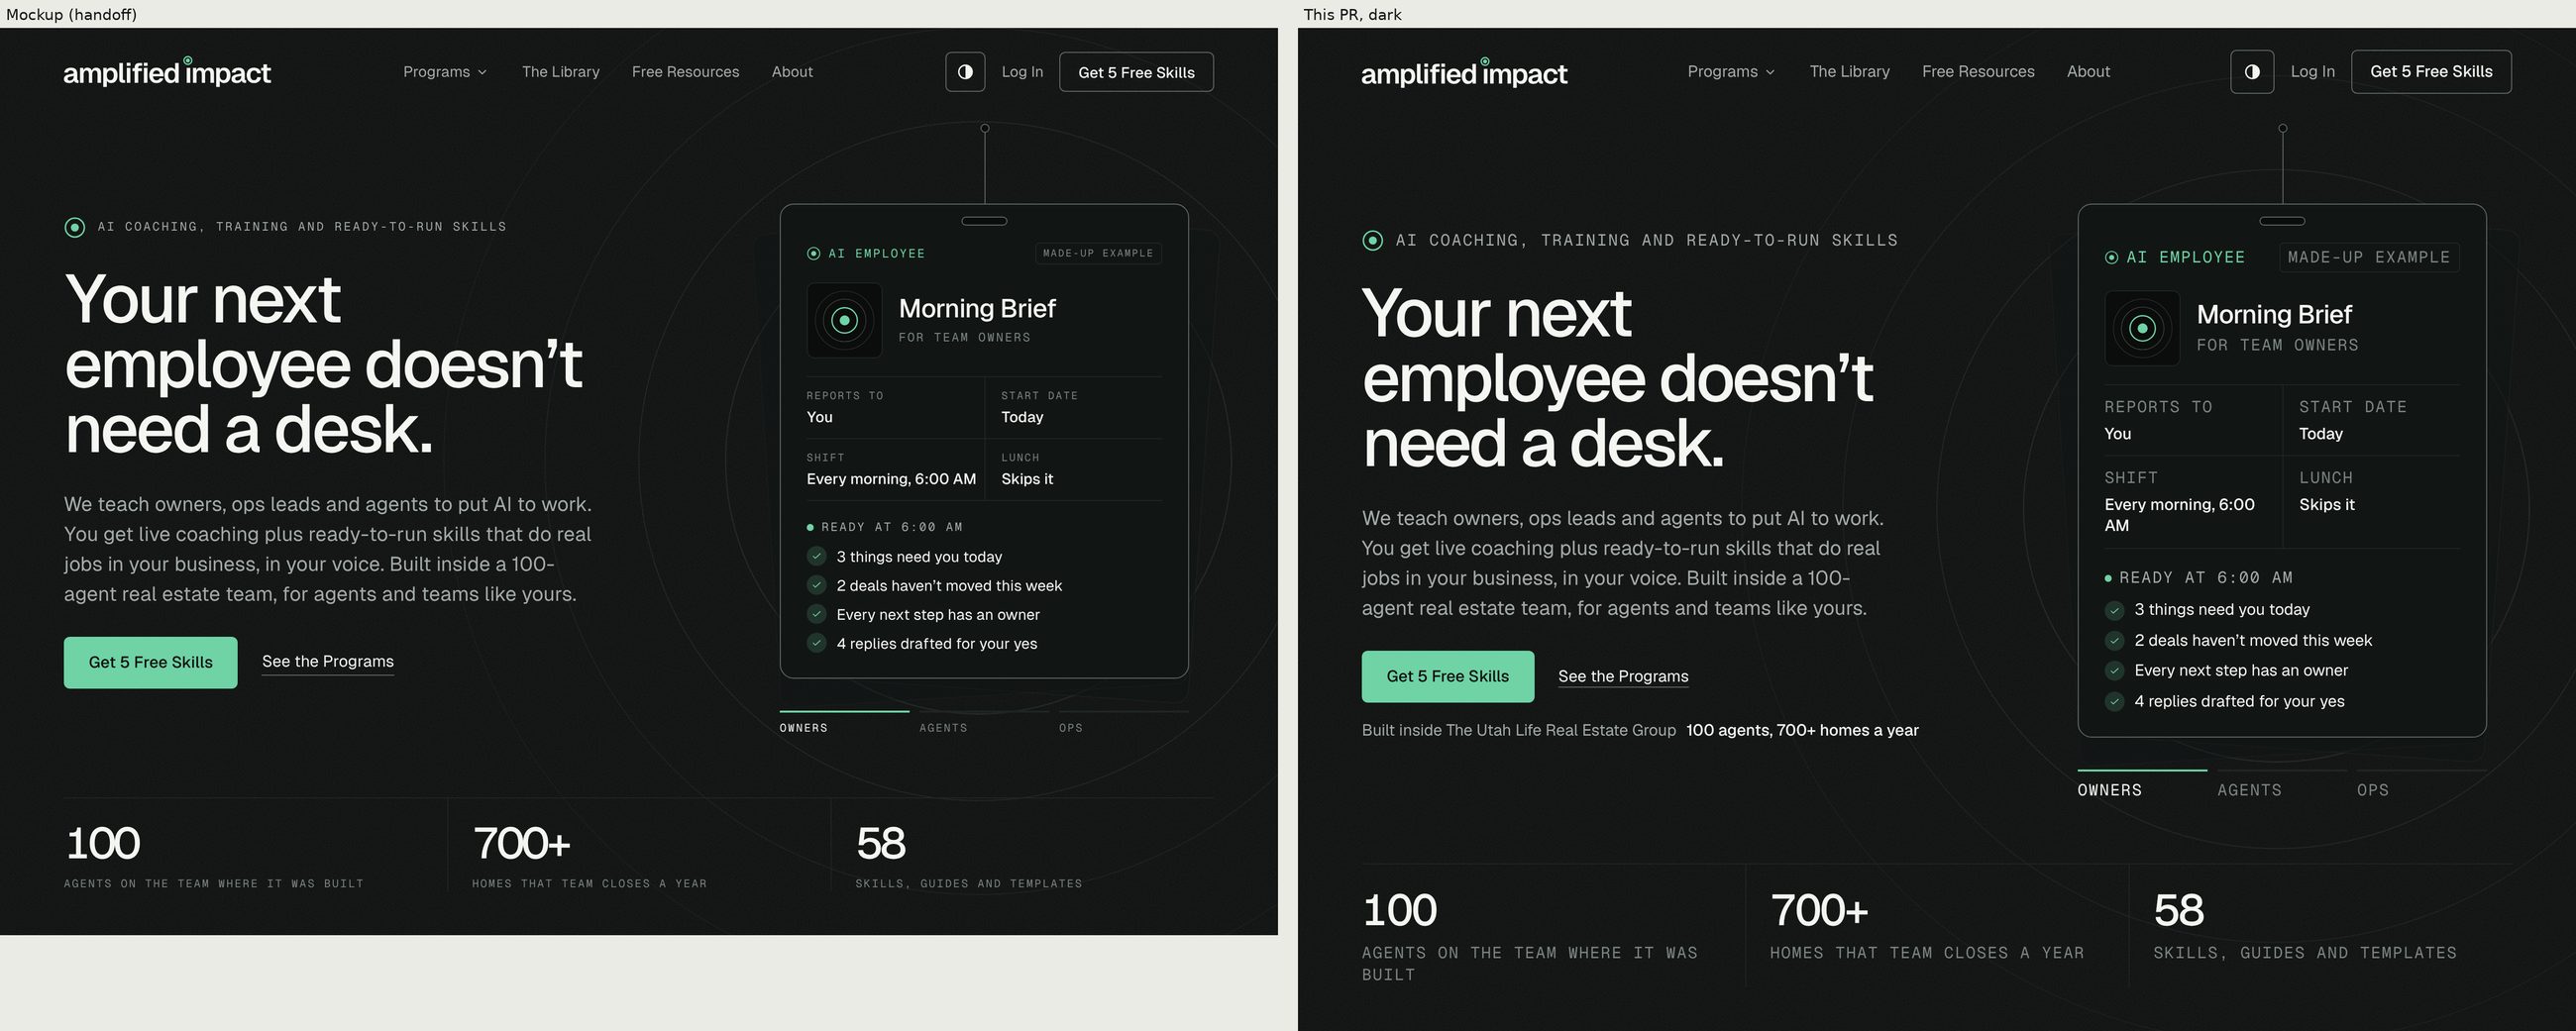 Mockup (handoff)
amplified impact
Programs
The Library
Free Resources
About
Log In
Get 5 Free Skills
AI COACHING, TRAINING AND READY-TO-RUN SKILLS
Your next
employee doesn’t
need a desk.
We teach owners, ops leads and agents to put AI to work.
You get live coaching plus ready-to-run skills that do real
jobs in your business, in your voice. Built inside a 100-
agent real estate team, for agents and teams like yours.
Get 5 Free Skills
See the Programs
AI EMPLOYEE
MADE-UP EXAMPLE
Morning Brief
FOR TEAM OWNERS
REPORTS TO
You
START DATE
Today
SHIFT
Every morning, 6:00 AM
LUNCH
Skips it
READY AT 6:00 AM
3 things need you today
2 deals haven’t moved this week
Every next step has an owner
4 replies drafted for your yes
OWNERS
AGENTS
OPS
100
AGENTS ON THE TEAM WHERE IT WAS BUILT
700+
HOMES THAT TEAM CLOSES A YEAR
58
SKILLS, GUIDES AND TEMPLATES
This PR, dark
amplified impact
Programs
The Library
Free Resources
About
Log In
Get 5 Free Skills
AI COACHING, TRAINING AND READY-TO-RUN SKILLS
Your next
employee doesn’t
need a desk.
We teach owners, ops leads and agents to put AI to work.
You get live coaching plus ready-to-run skills that do real
jobs in your business, in your voice. Built inside a 100-
agent real estate team, for agents and teams like yours.
Get 5 Free Skills
See the Programs
Built inside The Utah Life Real Estate Group 100 agents, 700+ homes a year
AI EMPLOYEE
MADE-UP EXAMPLE
Morning Brief
FOR TEAM OWNERS
REPORTS TO
You
START DATE
Today
SHIFT
Every morning, 6:00
AM
LUNCH
Skips it
READY AT 6:00 AM
3 things need you today
2 deals haven’t moved this week
Every next step has an owner
4 replies drafted for your yes
OWNERS
AGENTS
OPS
100
AGENTS ON THE TEAM WHERE IT WAS
BUILT
700+
HOMES THAT TEAM CLOSES A YEAR
58
SKILLS, GUIDES AND TEMPLATES